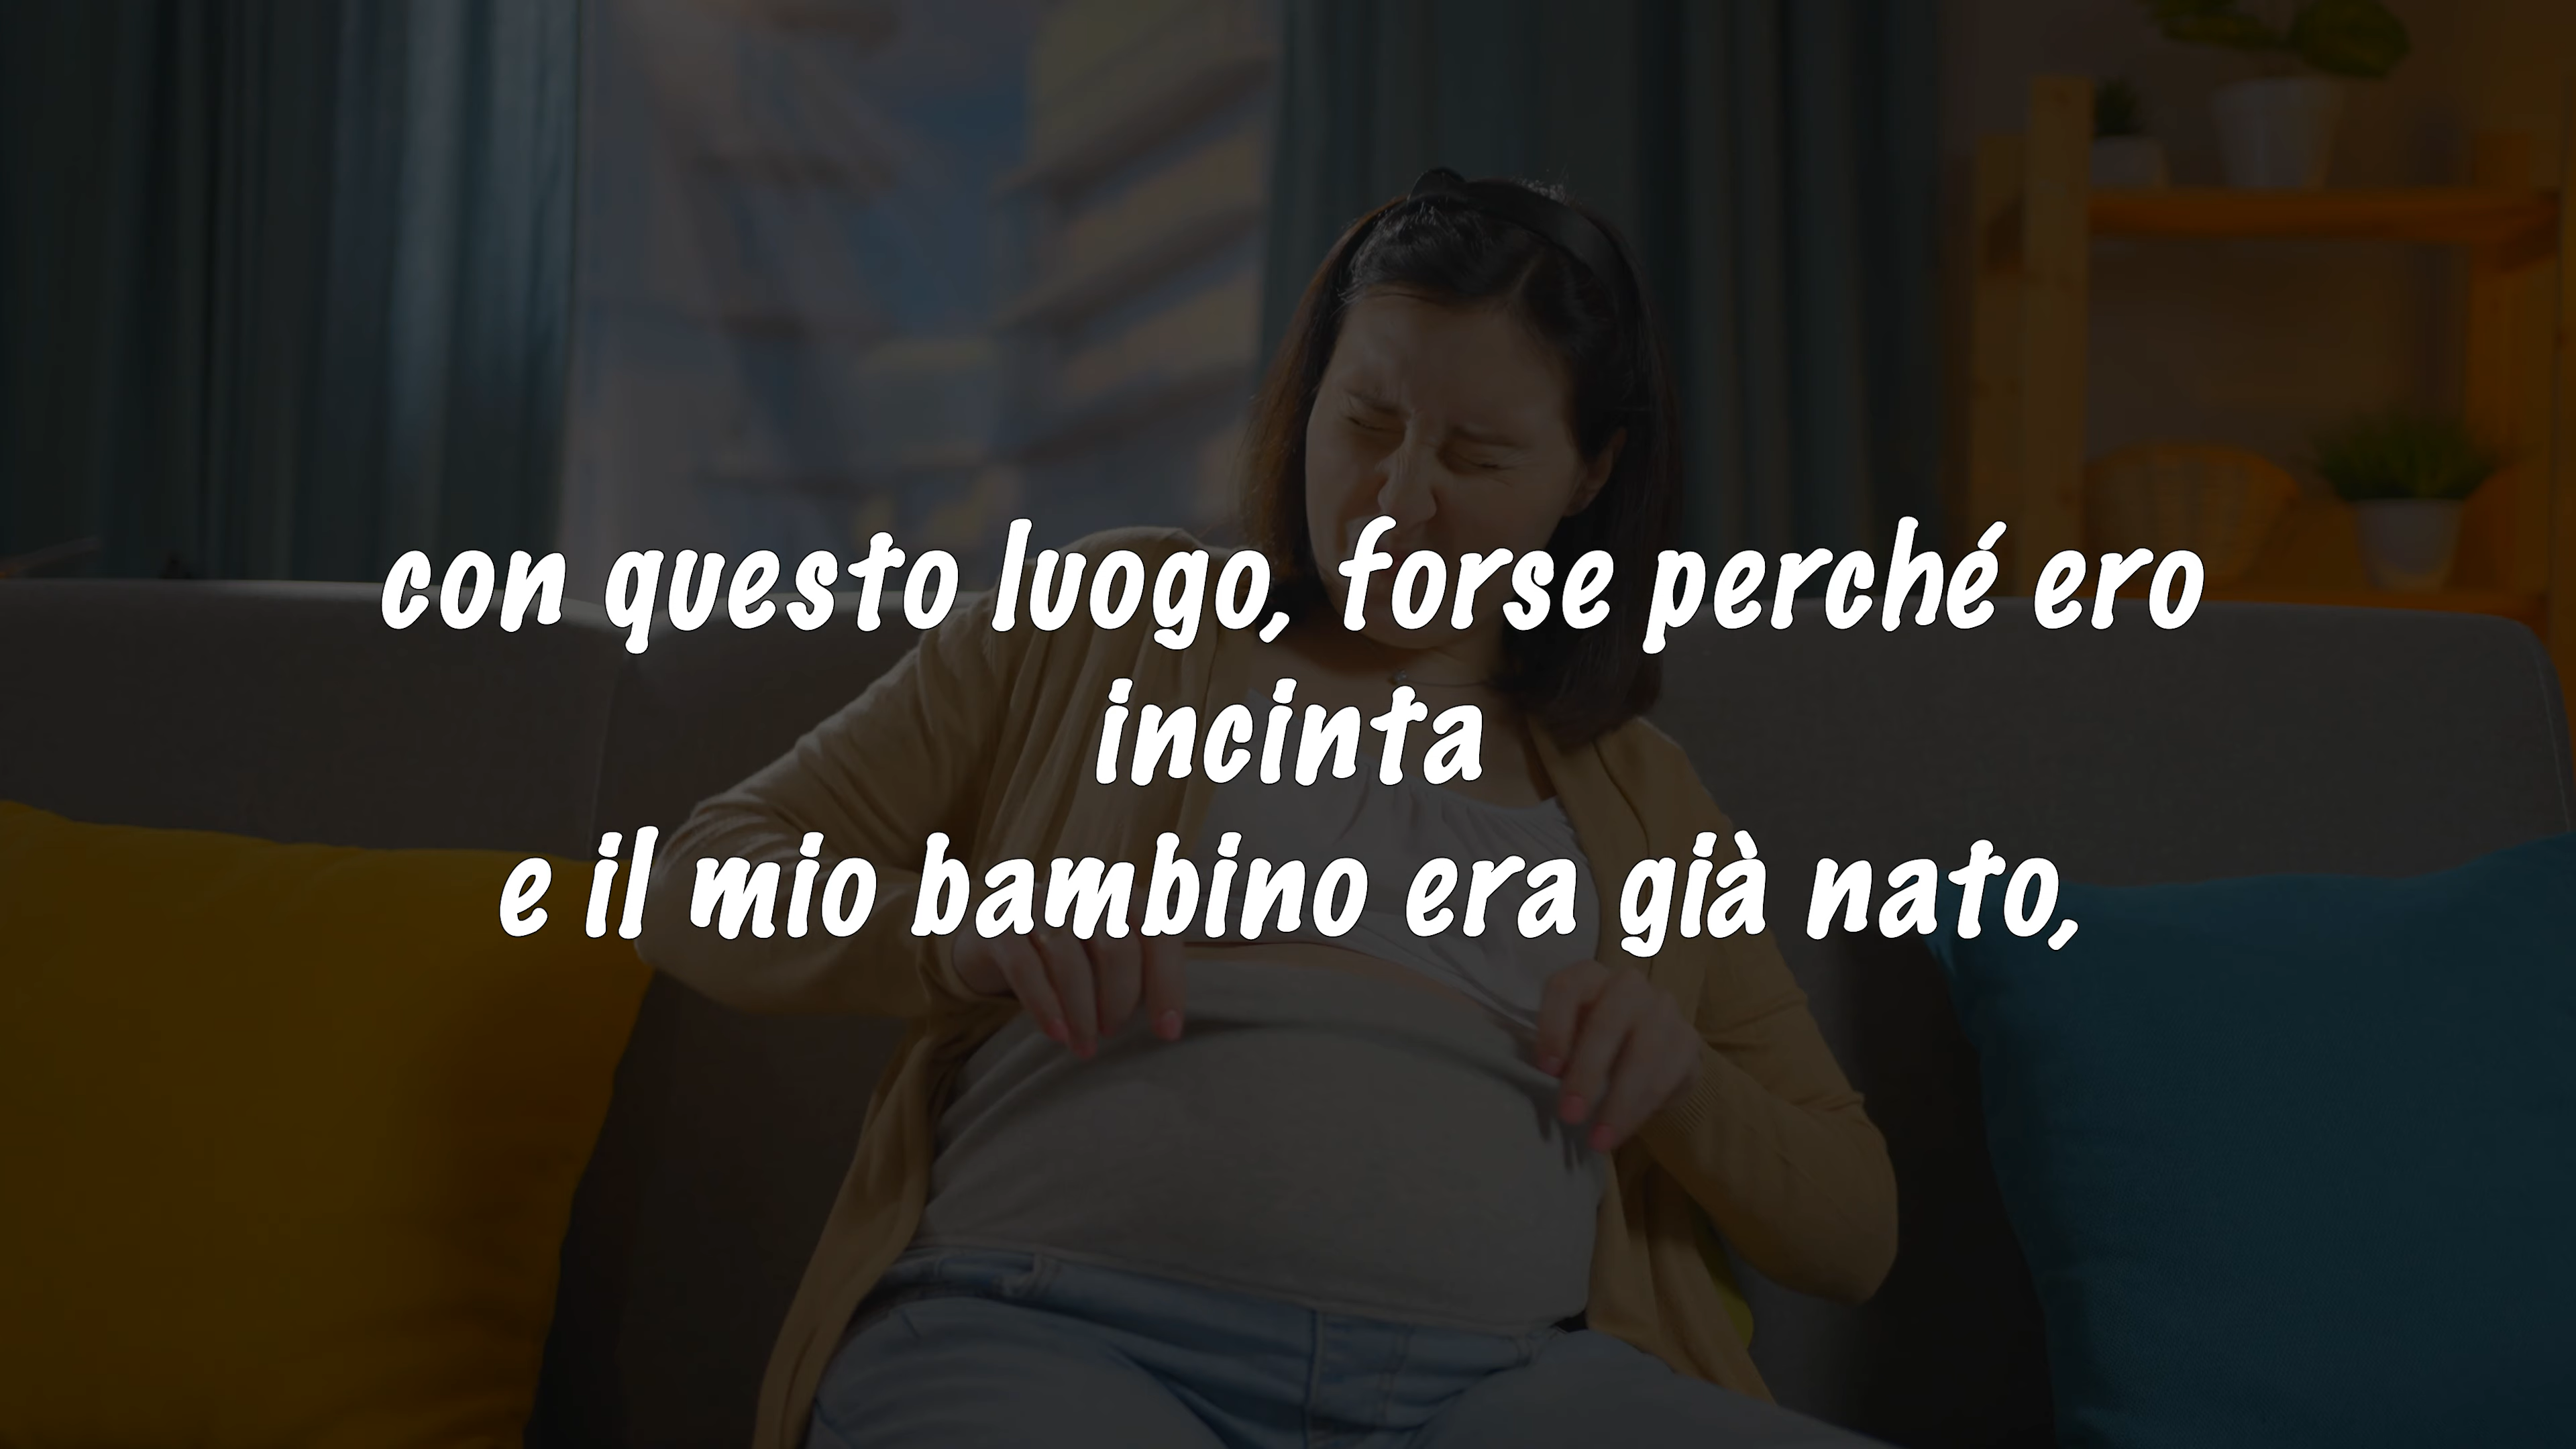 con questo luogo, forse perché ero
incinta
e il mio bambino era già nato,